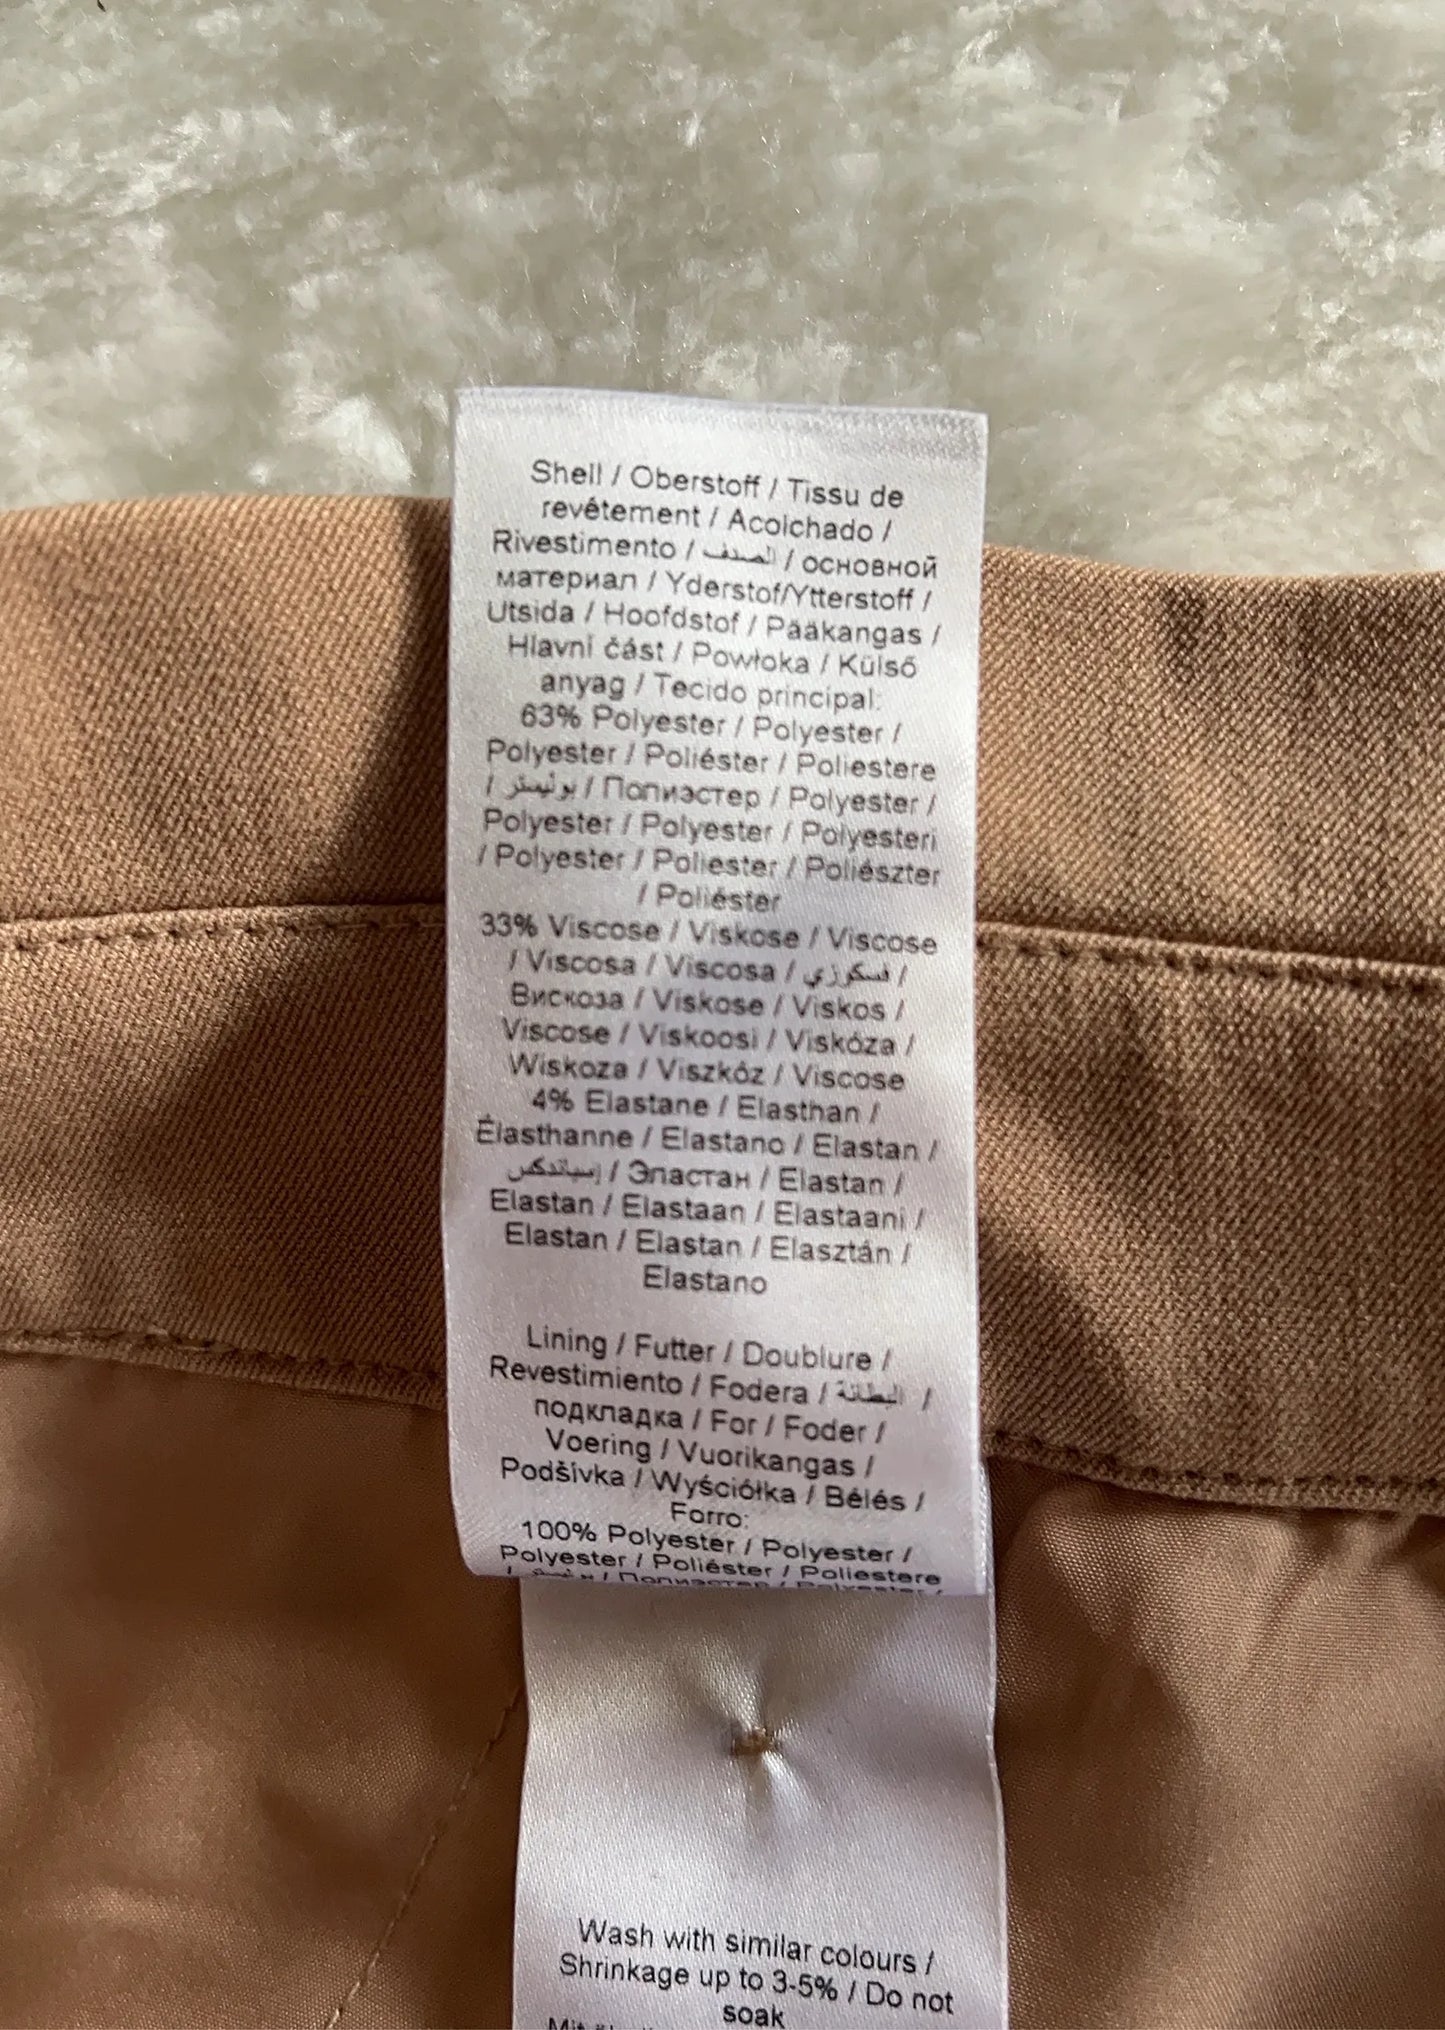 Shell / Oberstoff / Tissu de
revêtement / Acolchado /
Rivestimento / الصدف / основной
материал / Yderstof/Ytterstoff /
Utsida / Hoofdstof / Pääkangas /
Hlavní část / Powłoka / Külső
anyag / Tecido principal:
63% Polyester / Polyester /
Polyester / Poliéster / Poliestere
/ بوليستر / Полиэстер / Polyester /
Polyester / Polyester / Polyesteri
/ Polyester / Poliester / Poliészter
/ Poliéster
33% Viscose / Viskose / Viscose
/ Viscosa / Viscosa / فسكوزي /
Вискоза / Viskose / Viskos /
Viscose / Viskoosi / Viskóza /
Wiskoza / Viszkóz / Viscose
4% Elastane / Elasthan /
Élasthanne / Elastano / Elastan /
/ Эластан / Elastan /
Elastan / Elastaan / Elastaani /
Elastan / Elastan / Elasztán /
Elastano
Lining / Futter / Doublure /
Revestimiento / Fodera / البطانة /
подкладка / For / Foder /
Voering / Vuorikangas /
Podšívka / Wyściółka / Bélés /
Forro:
100% Polyester / Polyester /
Polyester / Poliéster / Poliestere
/ Полиэстер / Polyester /
Wash with similar colours /
Shrinkage up to 3-5% / Do not
soak